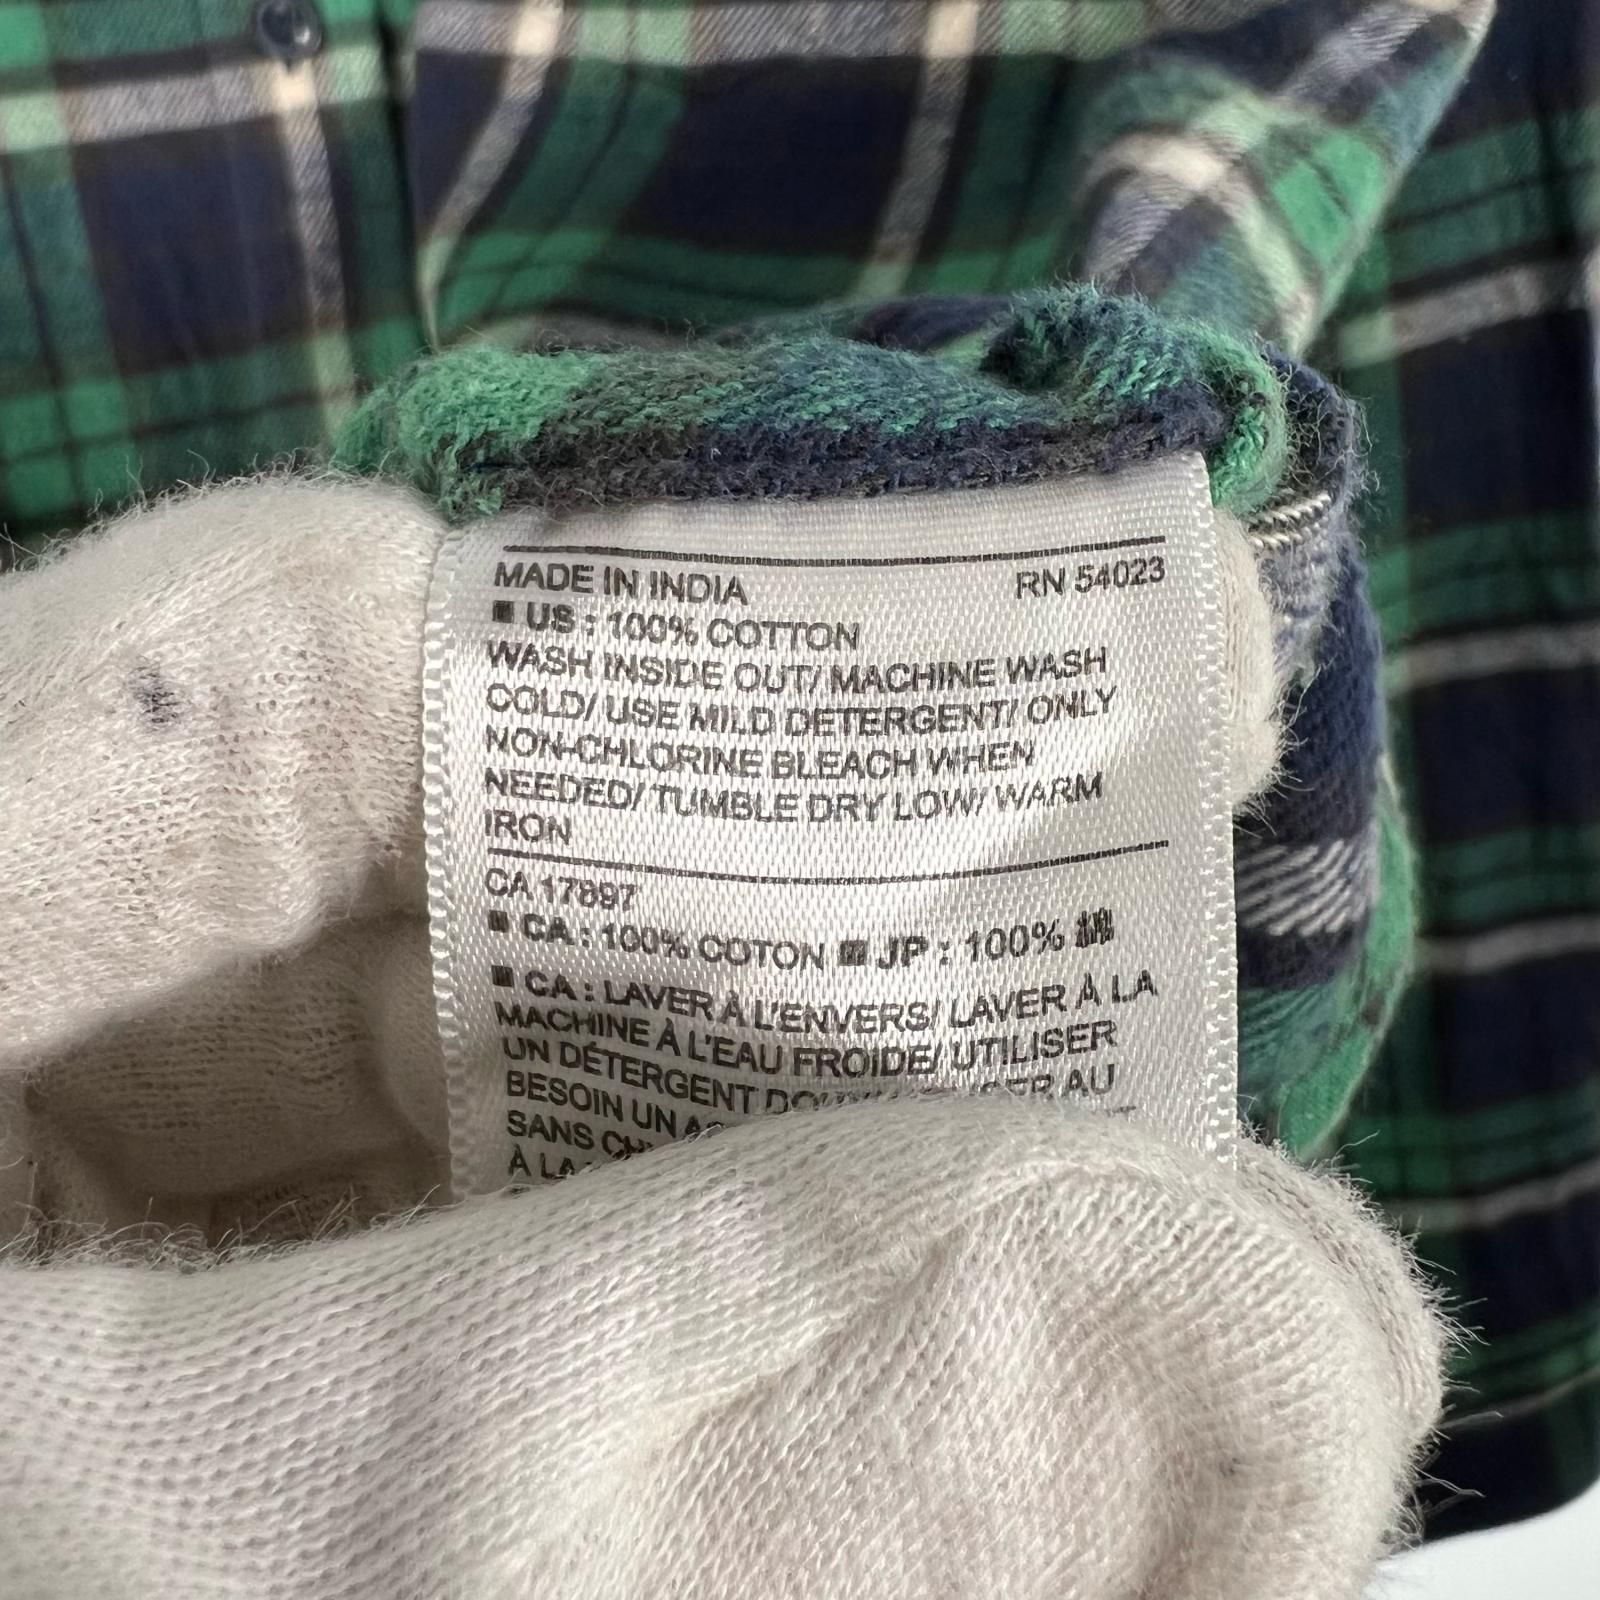 MADE IN INDIA RN 54023
■ US : 100% COTTON
WASH INSIDE OUT/ MACHINE WASH
COLD/ USE MILD DETERGENT/ ONLY
NON-CHLORINE BLEACH WHEN
NEEDED/ TUMBLE DRY LOW/ WARM
IRON
CA 17897
■ CA : 100% COTON ■ JP : 100% 綿
■ CA : LAVER À L'ENVERS/ LAVER À LA
MACHINE À L'EAU FROIDE/ UTILISER
UN DÉTERGENT AU
BESOIN UN
SANS
À